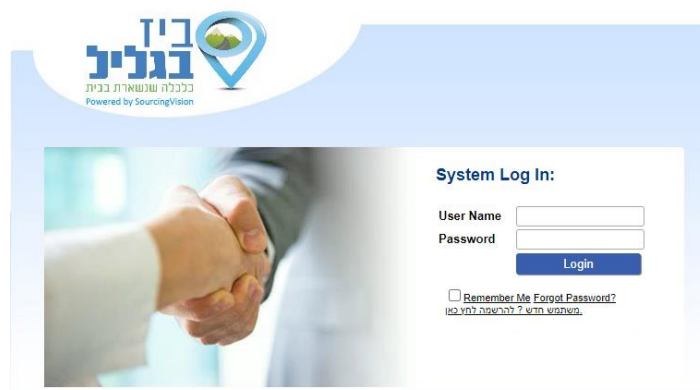 ביז
בגליל
כלכלה שנשארת בבית
Powered by SourcingVision
System Log In:
User Name
Password
Login
Remember Me Forgot Password?
משתמש חדש ? להרשמה לחץ כאן.